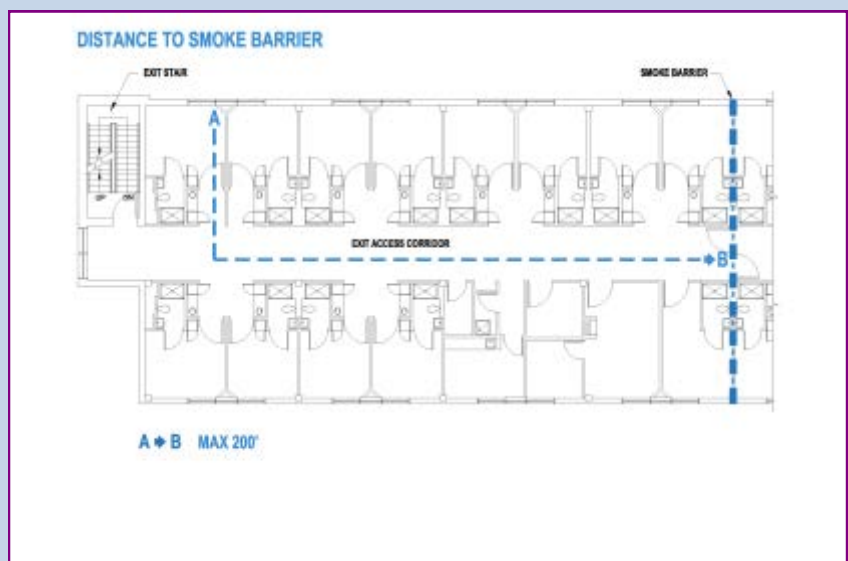 DISTANCE TO SMOKE BARRIER
EXIT STAIR
SMOKE BARRIER
A
EXIT ACCESS CORRIDOR
B
A B MAX 200'